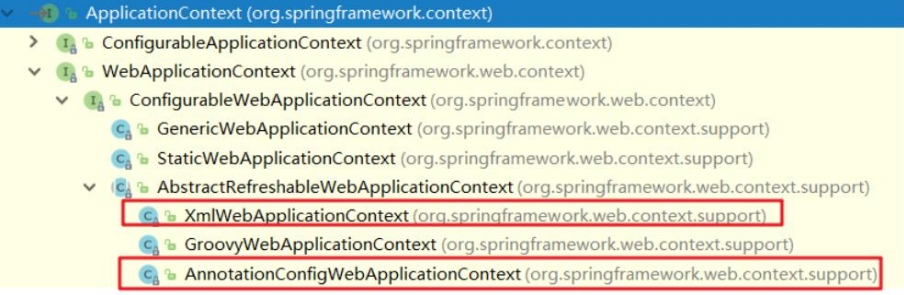 ApplicationContext (org.springframework.context)
ConfigurableApplicationContext (org.springframework.context)
WebApplicationContext (org.springframework.web.context)
ConfigurableWebApplicationContext (org.springframework.web.context)
GenericWebApplicationContext (org.springframework.web.context.support)
StaticWebApplicationContext (org.springframework.web.context.support)
AbstractRefreshableWebApplicationContext (org.springframework.web.context.support)
XmlWebApplicationContext (org.springframework.web.context.support)
GroovyWebApplicationContext (org.springframework.web.context.support)
AnnotationConfigWebApplicationContext (org.springframework.web.context.support)